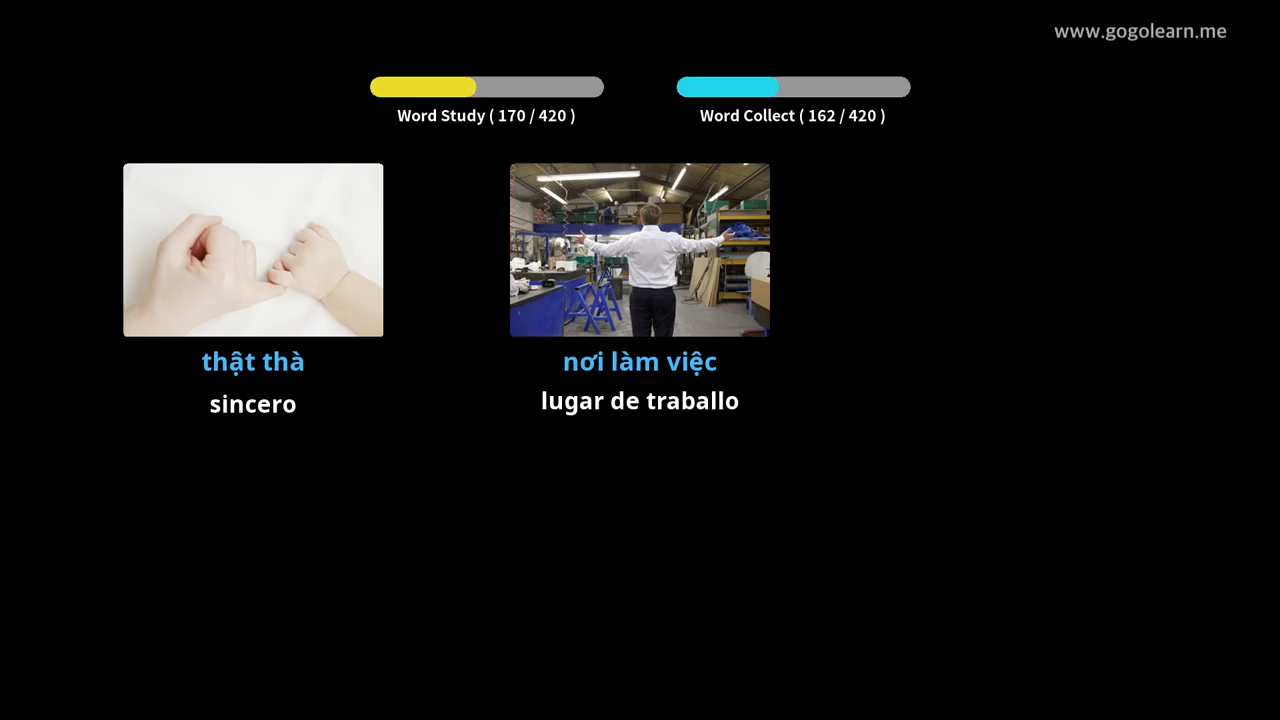 www.gogolearn.me
Word Study ( 170 / 420 )
Word Collect ( 162 / 420 )
thật thà
sincero
nơi làm việc
lugar de traballo